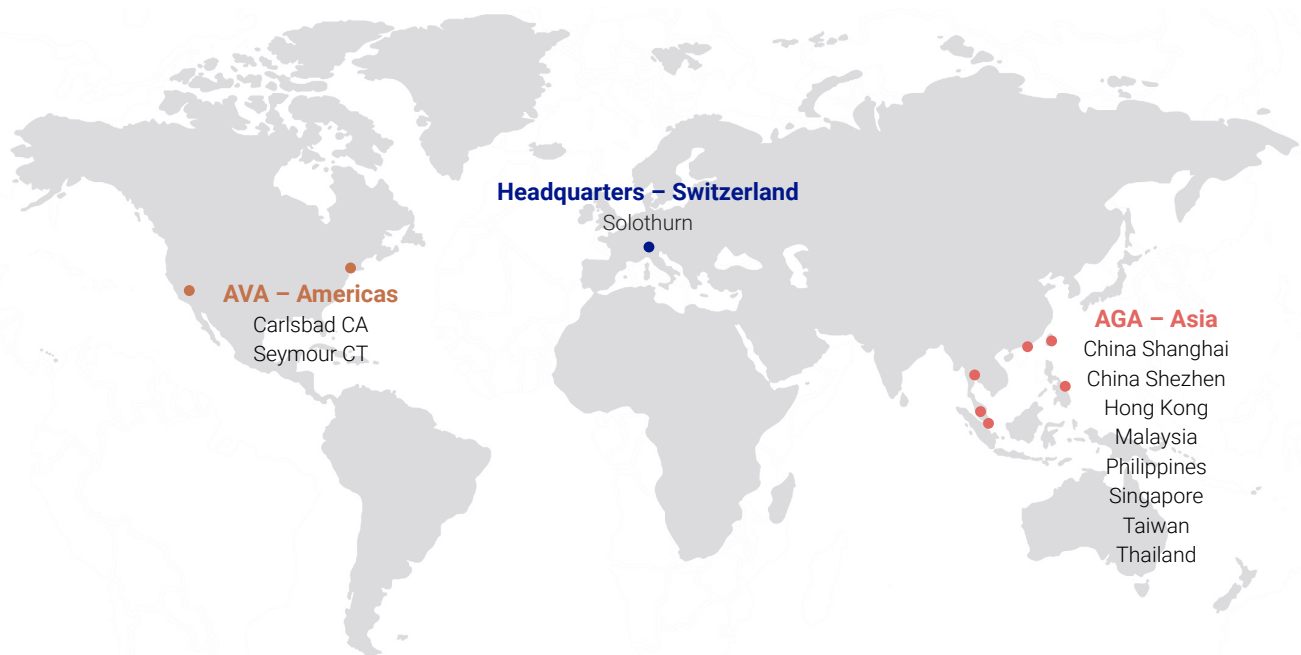 Headquarters – Switzerland
Solothurn
AVA – Americas
Carlsbad CA
Seymour CT
AGA – Asia
China Shanghai
China Shezhen
Hong Kong
Malaysia
Philippines
Singapore
Taiwan
Thailand